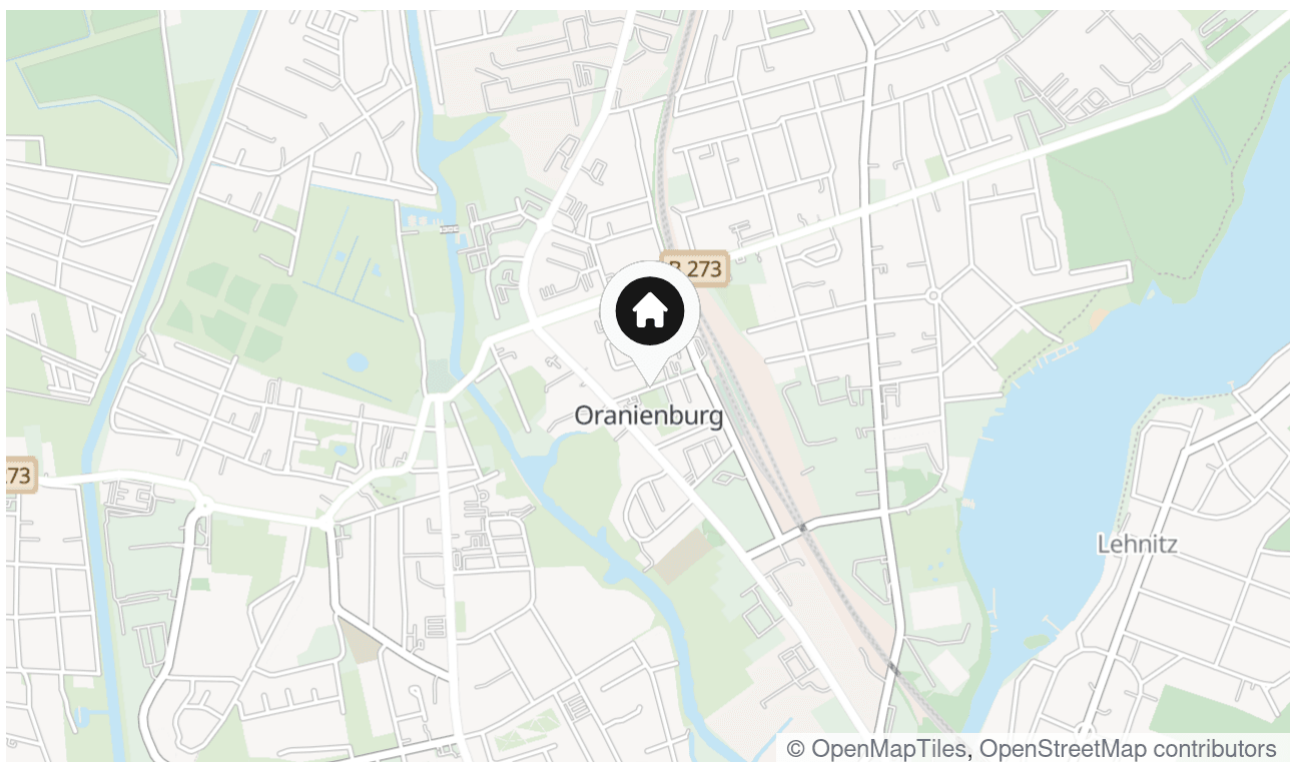 B 273
Oranienburg
273
Lehnitz
© OpenMapTiles, OpenStreetMap contributors